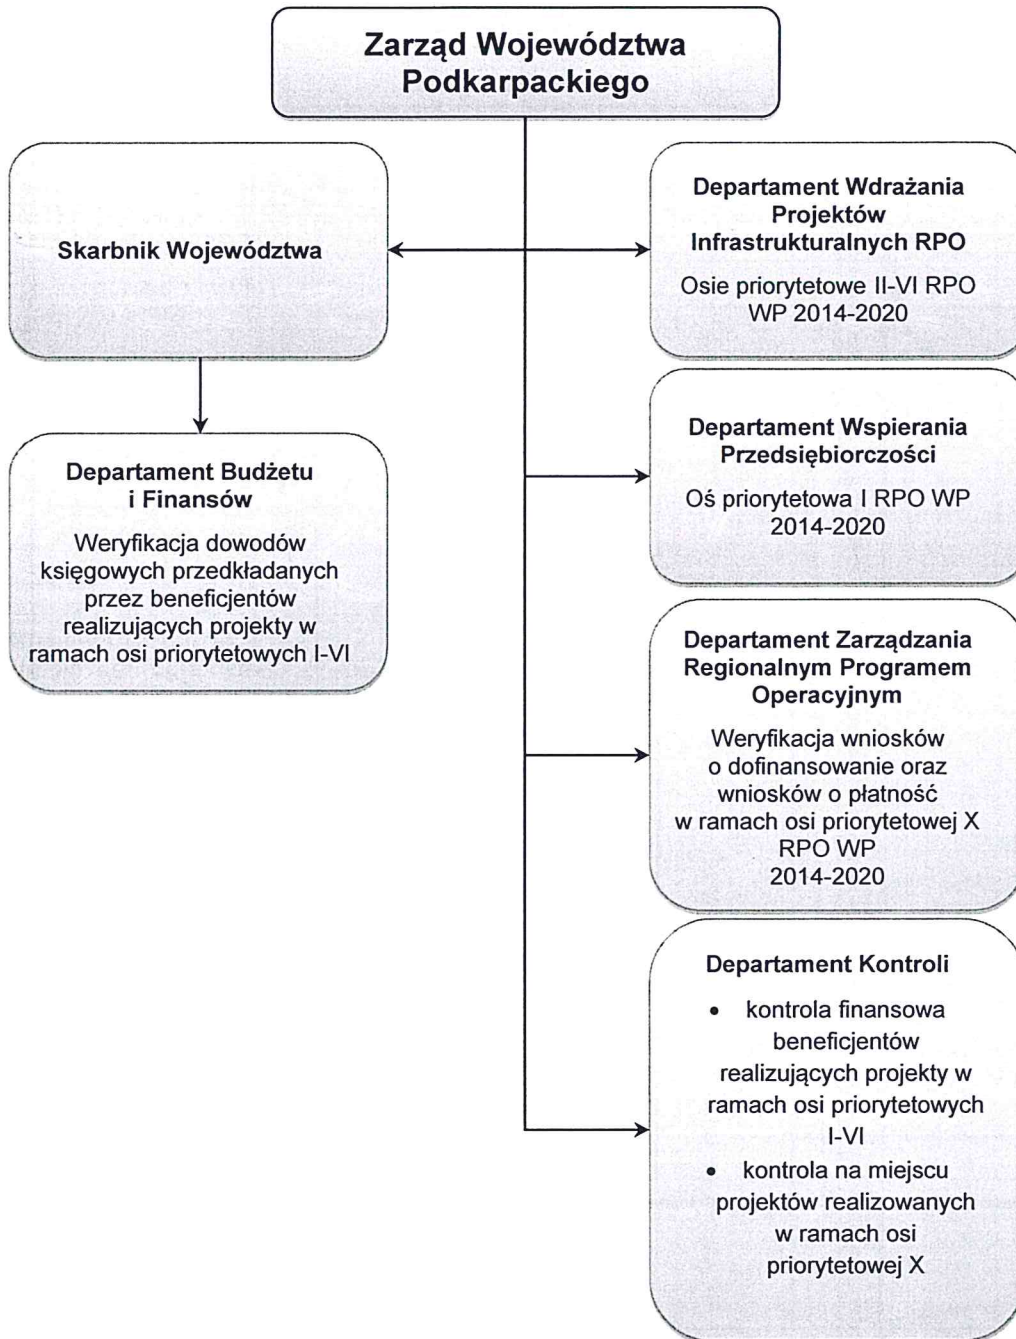 Zarząd Województwa
Podkarpackiego
Skarbnik Województwa
Departament Budżetu
i Finansów
Weryfikacja dowodów
księgowych przedkładanych
przez beneficjentów
realizujących projekty w
ramach osi priorytetowych I-VI
Departament Wdrażania
Projektów
Infrastrukturalnych RPO
Osie priorytetowe II-VI RPO
WP 2014-2020
Departament Wspierania
Przedsiębiorczości
Oś priorytetowa I RPO WP
2014-2020
Departament Zarządzania
Regionalnym Programem
Operacyjnym
Weryfikacja wniosków
o dofinansowanie oraz
wniosków o płatność
w ramach osi priorytetowej X
RPO WP
2014-2020
Departament Kontroli
• kontrola finansowa
beneficjentów
realizujących projekty w
ramach osi priorytetowych
I-VI
• kontrola na miejscu
projektów realizowanych
w ramach osi
priorytetowej X